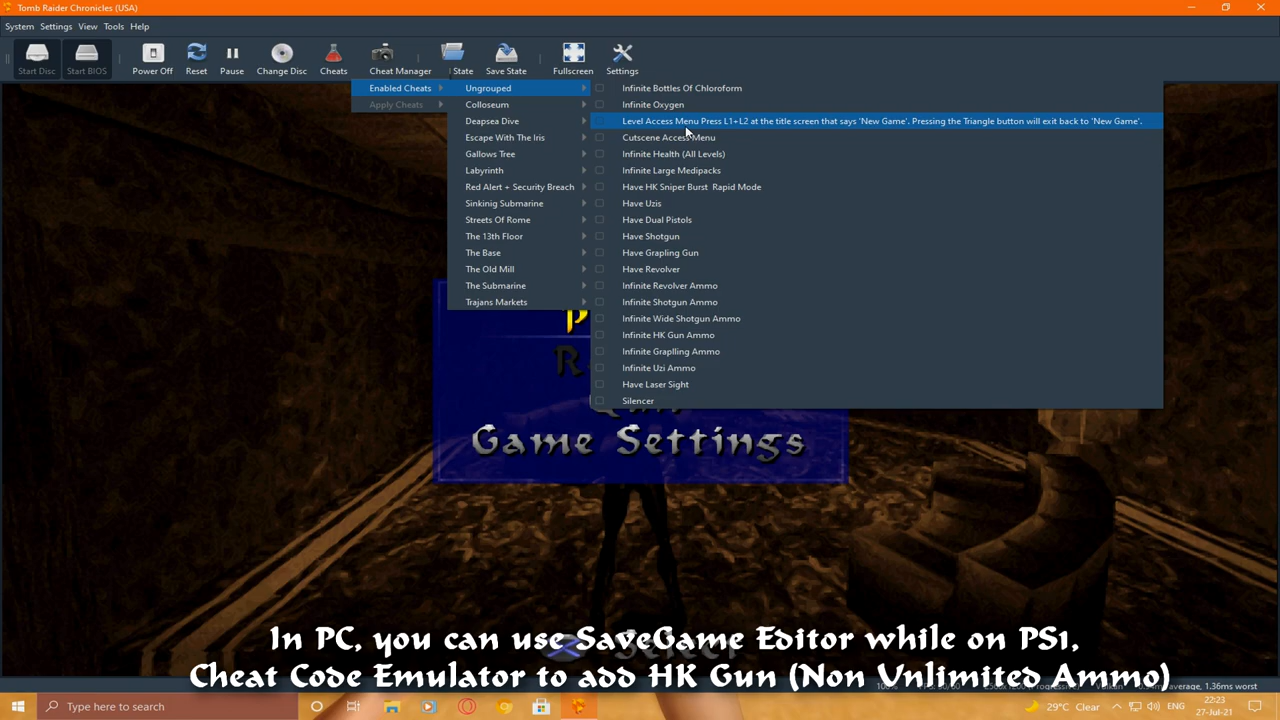 Tomb Raider Chronicles (USA)
System Settings View Tools Help
Start Disc Start BIOS Power Off Reset Pause Change Disc Cheats Cheat Manager State Save State Fullscreen Settings
Enabled Cheats
Apply Cheats
Ungrouped
Colloseum
Deapsea Dive
Escape With The Iris
Gallows Tree
Labyrinth
Red Alert + Security Breach
Sinkinig Submarine
Streets Of Rome
The 13th Floor
The Base
The Old Mill
The Submarine
Trajans Markets
Infinite Bottles Of Chloroform
Infinite Oxygen
Level Access Menu Press L1+L2 at the title screen that says 'New Game'. Pressing the Triangle button will exit back to 'New Game'.
Cutscene Access Menu
Infinite Health (All Levels)
Infinite Large Medipacks
Have HK Sniper Burst Rapid Mode
Have Uzis
Have Dual Pistols
Have Shotgun
Have Grapling Gun
Have Revolver
Infinite Revolver Ammo
Infinite Shotgun Ammo
Infinite Wide Shotgun Ammo
Infinite HK Gun Ammo
Infinite Graplling Ammo
Infinite Uzi Ammo
Have Laser Sight
Silencer
Game Settings
In PC, you can use SaveGame Editor while on PS1,
Cheat Code Emulator to add HK Gun (Non Unlimited Ammo)
average, 1.36ms worst
Type here to search
29°C Clear
ENG
22:23
27-Jul-21